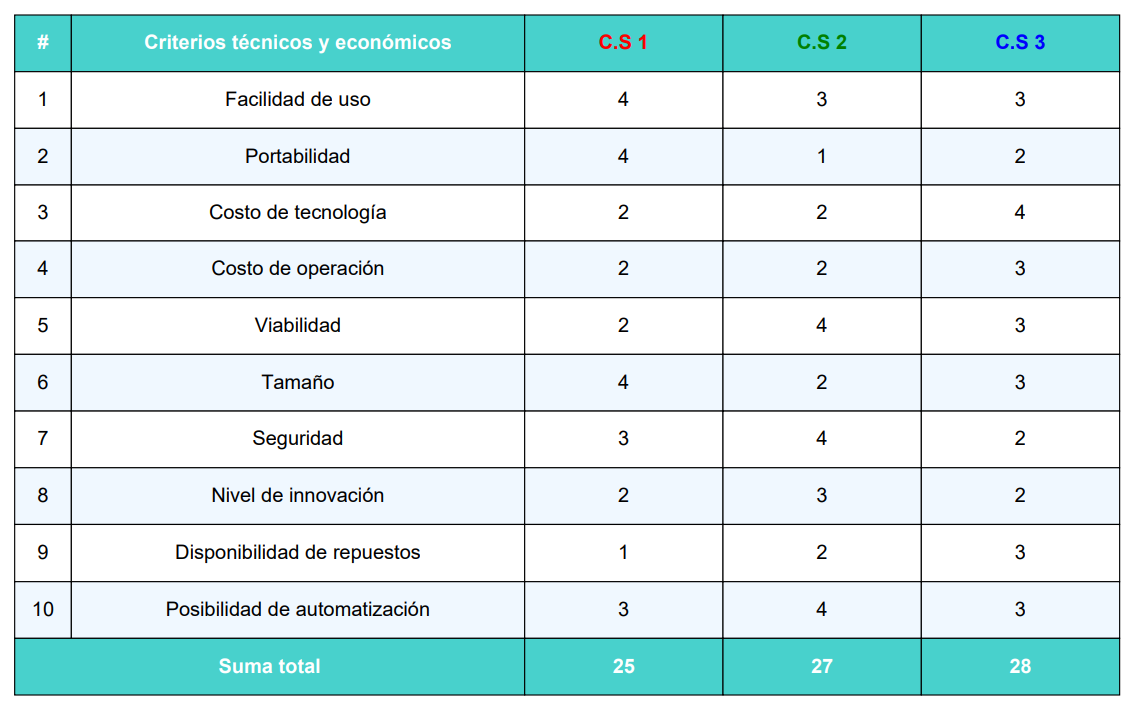 # Criterios técnicos y económicos C.S 1 C.S 2 C.S 3
1 Facilidad de uso 4 3 3
2 Portabilidad 4 1 2
3 Costo de tecnología 2 2 4
4 Costo de operación 2 2 3
5 Viabilidad 2 4 3
6 Tamaño 4 2 3
7 Seguridad 3 4 2
8 Nivel de innovación 2 3 2
9 Disponibilidad de repuestos 1 2 3
10 Posibilidad de automatización 3 4 3
Suma total 25 27 28